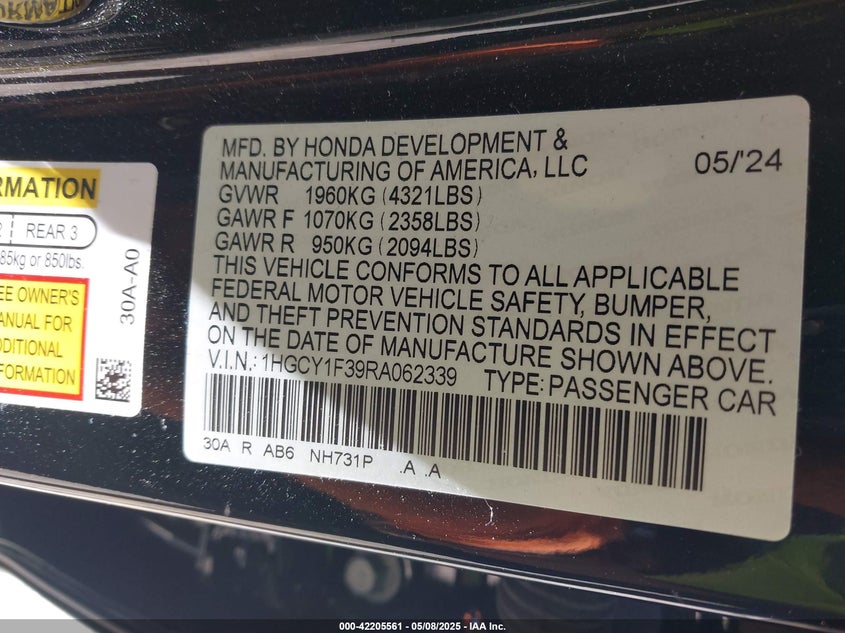 MFD. BY HONDA DEVELOPMENT &
MANUFACTURING OF AMERICA, LLC 05/'24
GVWR 1960KG (4321LBS)
GAWR F 1070KG (2358LBS)
GAWR R 950KG (2094LBS)
THIS VEHICLE CONFORMS TO ALL APPLICABLE
FEDERAL MOTOR VEHICLE SAFETY, BUMPER,
AND THEFT PREVENTION STANDARDS IN EFFECT
ON THE DATE OF MANUFACTURE SHOWN ABOVE.
V.I.N.: 1HGCY1F39RA062339 TYPE: PASSENGER CAR
30A R AB6 NH731P .A .A
RMATION
2 REAR 3
85kg or 850lbs.
EE OWNER'S
ANUAL FOR
DDITIONAL
FORMATION
30A-A0
000-42205561 - 05/08/2025 - IAA Inc.